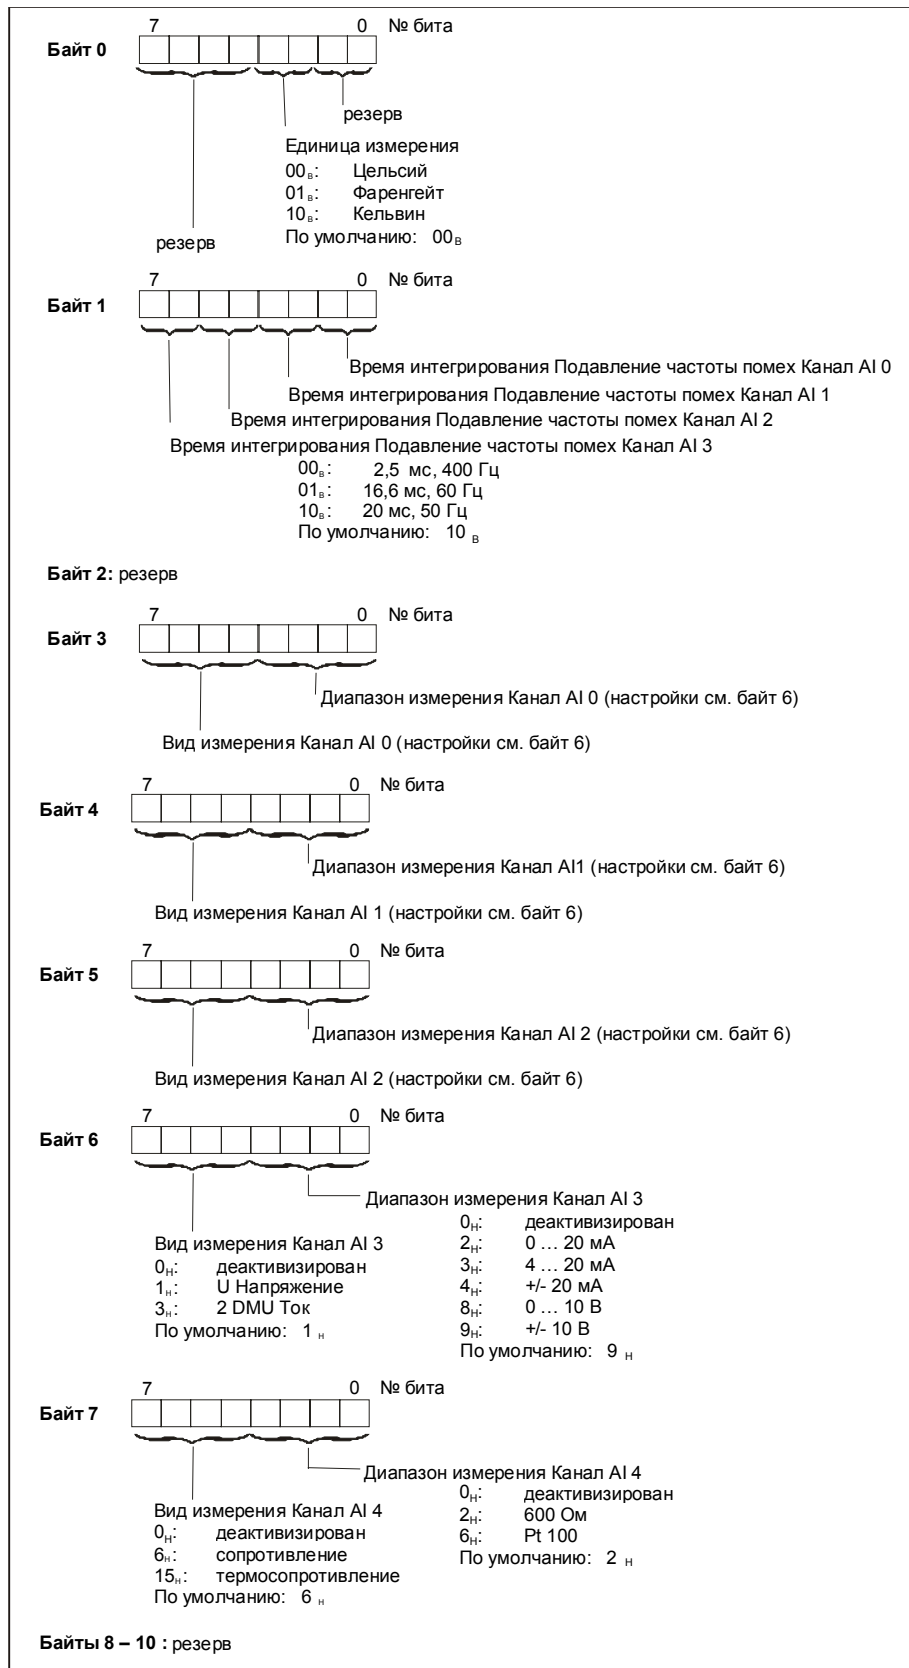 7 0 № бита
Байт 0
резерв
Единица измерения
00в: Цельсий
01в: Фаренгейт
10в: Кельвин
По умолчанию: 00в
резерв
7 0 № бита
Байт 1
Время интегрирования Подавление частоты помех Канал AI 0
Время интегрирования Подавление частоты помех Канал AI 1
Время интегрирования Подавление частоты помех Канал AI 2
Время интегрирования Подавление частоты помех Канал AI 3
00в: 2,5 мс, 400 Гц
01в: 16,6 мс, 60 Гц
10в: 20 мс, 50 Гц
По умолчанию: 10 в
Байт 2: резерв
7 0 № бита
Байт 3
Диапазон измерения Канал AI 0 (настройки см. байт 6)
Вид измерения Канал AI 0 (настройки см. байт 6)
7 0 № бита
Байт 4
Диапазон измерения Канал AI1 (настройки см. байт 6)
Вид измерения Канал AI 1 (настройки см. байт 6)
7 0 № бита
Байт 5
Диапазон измерения Канал AI 2 (настройки см. байт 6)
Вид измерения Канал AI 2 (настройки см. байт 6)
7 0 № бита
Байт 6
Диапазон измерения Канал AI 3
0н: деактивизирован
2н: 0 … 20 мА
3н: 4 … 20 мА
4н: +/- 20 мА
8н: 0 … 10 В
9н: +/- 10 В
По умолчанию: 9 н
Вид измерения Канал AI 3
0н: деактивизирован
1н: U Напряжение
3н: 2 DMU Ток
По умолчанию: 1 н
7 0 № бита
Байт 7
Диапазон измерения Канал AI 4
0н: деактивизирован
2н: 600 Ом
6н: Pt 100
По умолчанию: 2 н
Вид измерения Канал AI 4
0н: деактивизирован
6н: сопротивление
15н: термосопротивление
По умолчанию: 6 н
Байты 8 – 10 : резерв